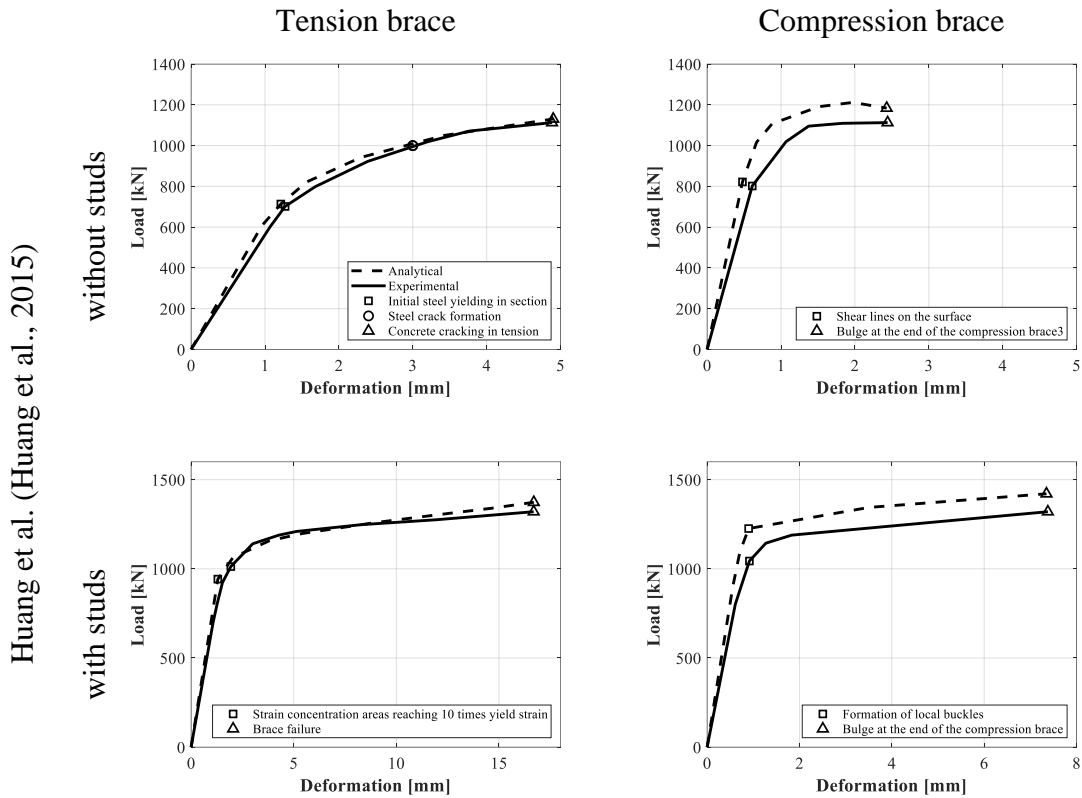 Tension brace
Compression brace
Huang et al. (Huang et al., 2015)
without studs
1400
1200
1000
800
600
400
200
0
Load [kN]
Analytical
Experimental
Initial steel yielding in section
Steel crack formation
Concrete cracking in tension
0 1 2 3 4 5
Deformation [mm]
1400
1200
1000
800
600
400
200
0
Load [kN]
Shear lines on the surface
Bulge at the end of the compression brace3
0 1 2 3 4 5
Deformation [mm]
with studs
1500
1000
500
0
Load [kN]
Strain concentration areas reaching 10 times yield strain
Brace failure
0 5 10 15
Deformation [mm]
1500
1000
500
0
Load [kN]
Formation of local buckles
Bulge at the end of the compression brace
0 2 4 6 8
Deformation [mm]